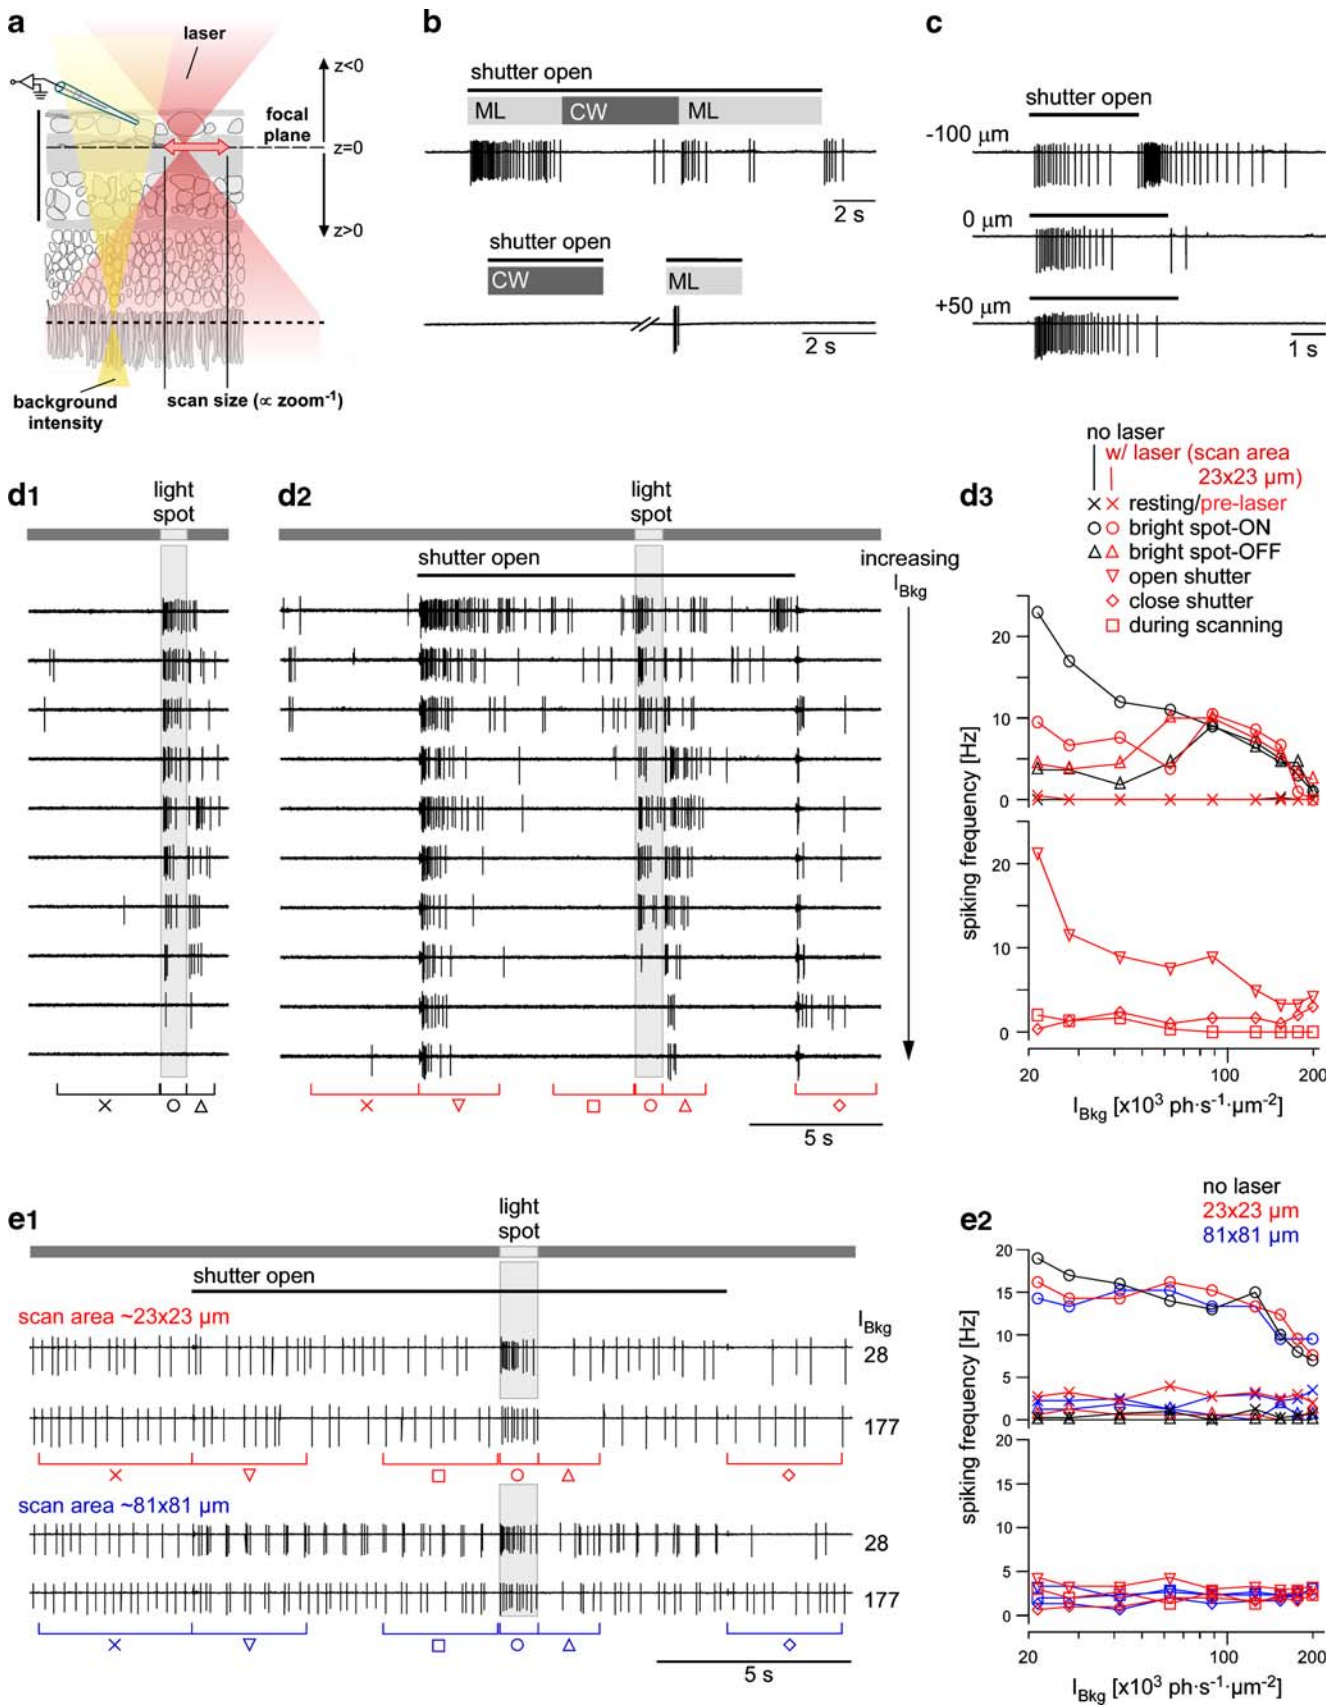 a
laser
z<0
focal
plane
z=0
z>0
background
intensity
scan size (∝ zoom⁻¹)
b
shutter open
ML CW ML
2 s
shutter open
CW ML
2 s
c
shutter open
-100 µm
0 µm
+50 µm
1 s
d1
light
spot
× ○ △
d2
light
spot
shutter open
increasing
I_Bkg
× ▽ □ ○ △ ◇
5 s
d3
no laser
w/ laser (scan area
23x23 µm)
× × resting/pre-laser
○ ○ bright spot-ON
△ △ bright spot-OFF
▽ open shutter
◇ close shutter
□ during scanning
20
10
0
20
10
0
spiking frequency [Hz]
20 100 200
I_Bkg [x10³ ph·s⁻¹·µm⁻²]
e1
light
spot
shutter open
scan area ~23x23 µm
I_Bkg
28
177
× ▽ □ ○ △ ◇
scan area ~81x81 µm
28
177
× ▽ □ ○ △ ◇
5 s
e2
no laser
23x23 µm
81x81 µm
20
15
10
5
0
20
15
10
5
0
spiking frequency [Hz]
20 100 200
I_Bkg [x10³ ph·s⁻¹·µm⁻²]